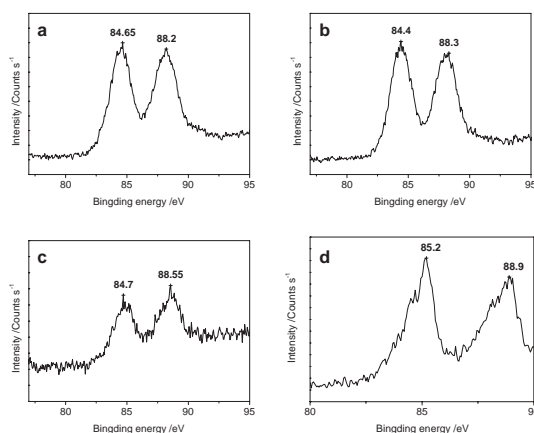 a
84.65
88.2
Intensity /Counts s⁻¹
80
85
90
95
Bingding energy /eV
b
84.4
88.3
Intensity /Counts s⁻¹
80
85
90
95
Bingding energy /eV
c
84.7
88.55
Intensity /Counts s⁻¹
80
85
90
95
Bingding energy /eV
d
85.2
88.9
Intensity /Counts s⁻¹
80
85
90
Bingding energy /eV